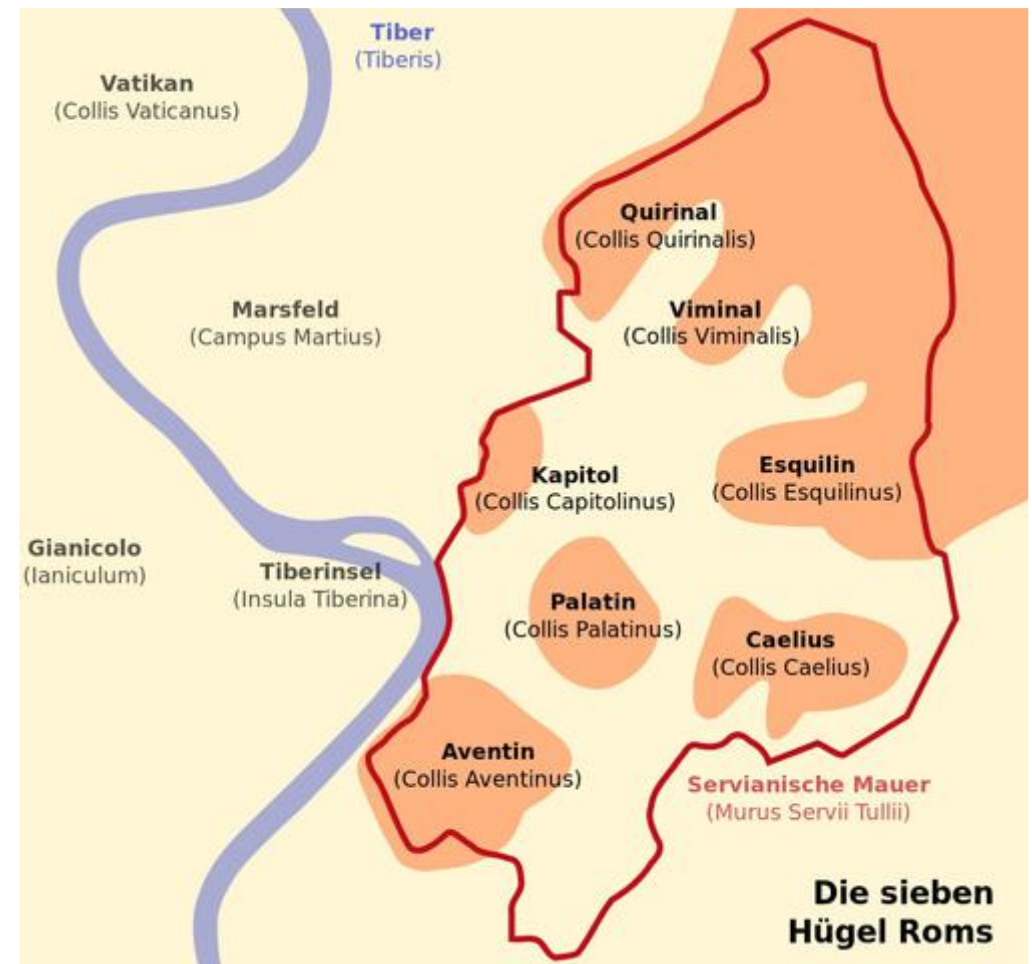 Tiber
(Tiberis)
Vatikan
(Collis Vaticanus)
Quirinal
(Collis Quirinalis)
Marsfeld
(Campus Martius)
Viminal
(Collis Viminalis)
Kapitol
(Collis Capitolinus)
Esquilin
(Collis Esquilinus)
Gianicolo
(Ianiculum)
Tiberinsel
(Insula Tiberina)
Palatin
(Collis Palatinus)
Caelius
(Collis Caelius)
Aventin
(Collis Aventinus)
Servianische Mauer
(Murus Servii Tullii)
Die sieben
Hügel Roms